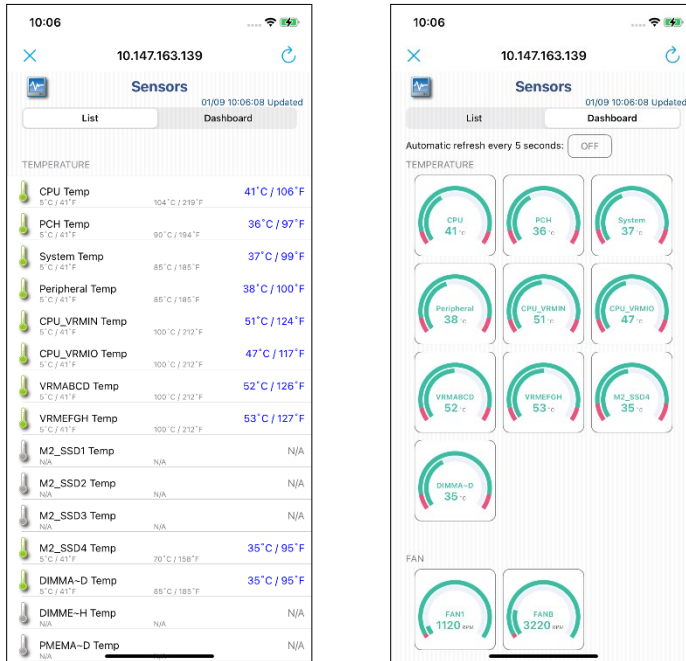 10:06
10.147.163.139
Sensors
01/09 10:06:08 Updated
List Dashboard
TEMPERATURE
CPU Temp 41°C / 106°F
5°C / 41°F 104°C / 219°F
PCH Temp 36°C / 97°F
5°C / 41°F 90°C / 194°F
System Temp 37°C / 99°F
5°C / 41°F 85°C / 185°F
Peripheral Temp 38°C / 100°F
5°C / 41°F 85°C / 185°F
CPU_VRMIN Temp 51°C / 124°F
5°C / 41°F 100°C / 212°F
CPU_VRMIO Temp 47°C / 117°F
5°C / 41°F 100°C / 212°F
VRMABCD Temp 52°C / 126°F
5°C / 41°F 100°C / 212°F
VRMEFGH Temp 53°C / 127°F
5°C / 41°F 100°C / 212°F
M2_SSD1 Temp N/A
N/A N/A
M2_SSD2 Temp N/A
N/A N/A
M2_SSD3 Temp N/A
N/A N/A
M2_SSD4 Temp 35°C / 95°F
5°C / 41°F 70°C / 158°F
DIMMA~D Temp 35°C / 95°F
5°C / 41°F 85°C / 185°F
DIMME~H Temp N/A
N/A N/A
PMEMA~D Temp N/A
N/A N/A
10:06
10.147.163.139
Sensors
01/09 10:06:08 Updated
List Dashboard
Automatic refresh every 5 seconds: OFF
TEMPERATURE
CPU PCH System
41 °C 36 °C 37 °C
Peripheral CPU_VRMIN CPU_VRMIO
38 °C 51 °C 47 °C
VRMABCD VRMEFGH M2_SSD4
52 °C 53 °C 35 °C
DIMMA~D
35 °C
FAN
FAN1 FANB
1120 RPM 3220 RPM